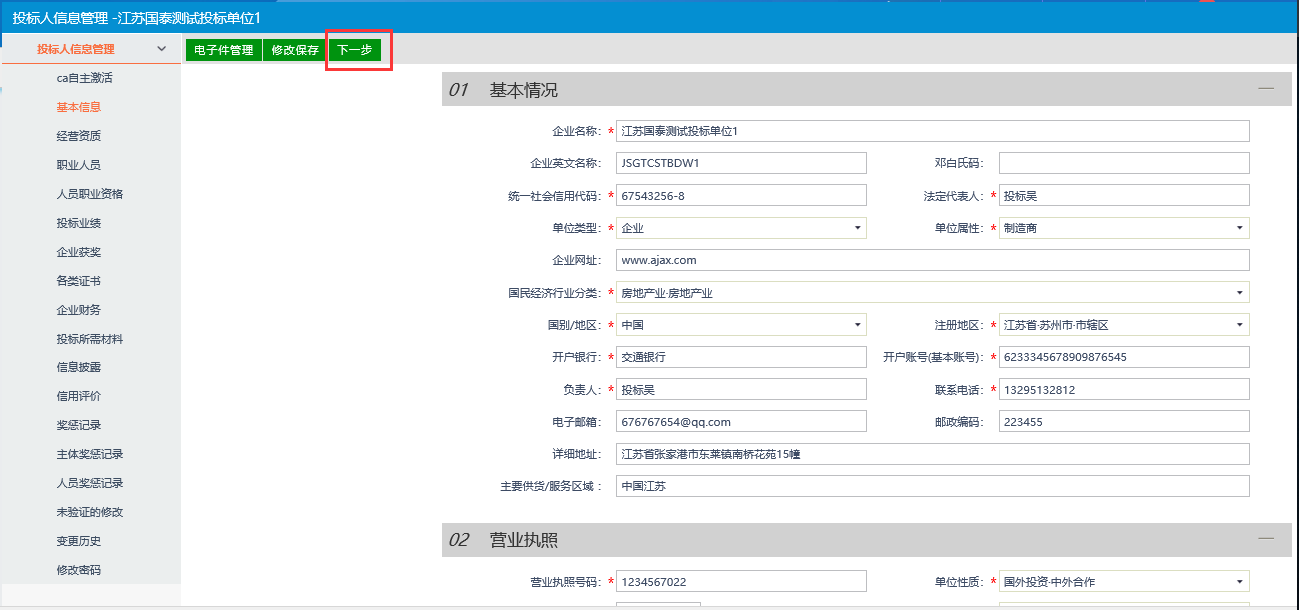 投标人信息管理 -江苏国泰测试投标单位1
投标人信息管理
电子件管理 修改保存 下一步
ca自主激活
基本信息
经营资质
职业人员
人员职业资格
投标业绩
企业获奖
各类证书
企业财务
投标所需材料
信息披露
信用评价
奖惩记录
主体奖惩记录
人员奖惩记录
未验证的修改
变更历史
修改密码
01 基本情况
企业名称: * 江苏国泰测试投标单位1
企业英文名称: JSGTCSTBDW1 邓白氏码:
统一社会信用代码: * 67543256-8 法定代表人: * 投标吴
单位类型: * 企业 单位属性: * 制造商
企业网址: www.ajax.com
国民经济行业分类: * 房地产业·房地产业
国别/地区: * 中国 注册地区: * 江苏省·苏州市·市辖区
开户银行: * 交通银行 开户账号(基本账号): * 6233345678909876545
负责人: * 投标吴 联系电话: * 13295132812
电子邮箱: 676767654@qq.com 邮政编码: 223455
详细地址: 江苏省张家港市东莱镇南桥花苑15幢
主要供货/服务区域 : 中国江苏
02 营业执照
营业执照号码: * 1234567022 单位性质: * 国外投资·中外合作